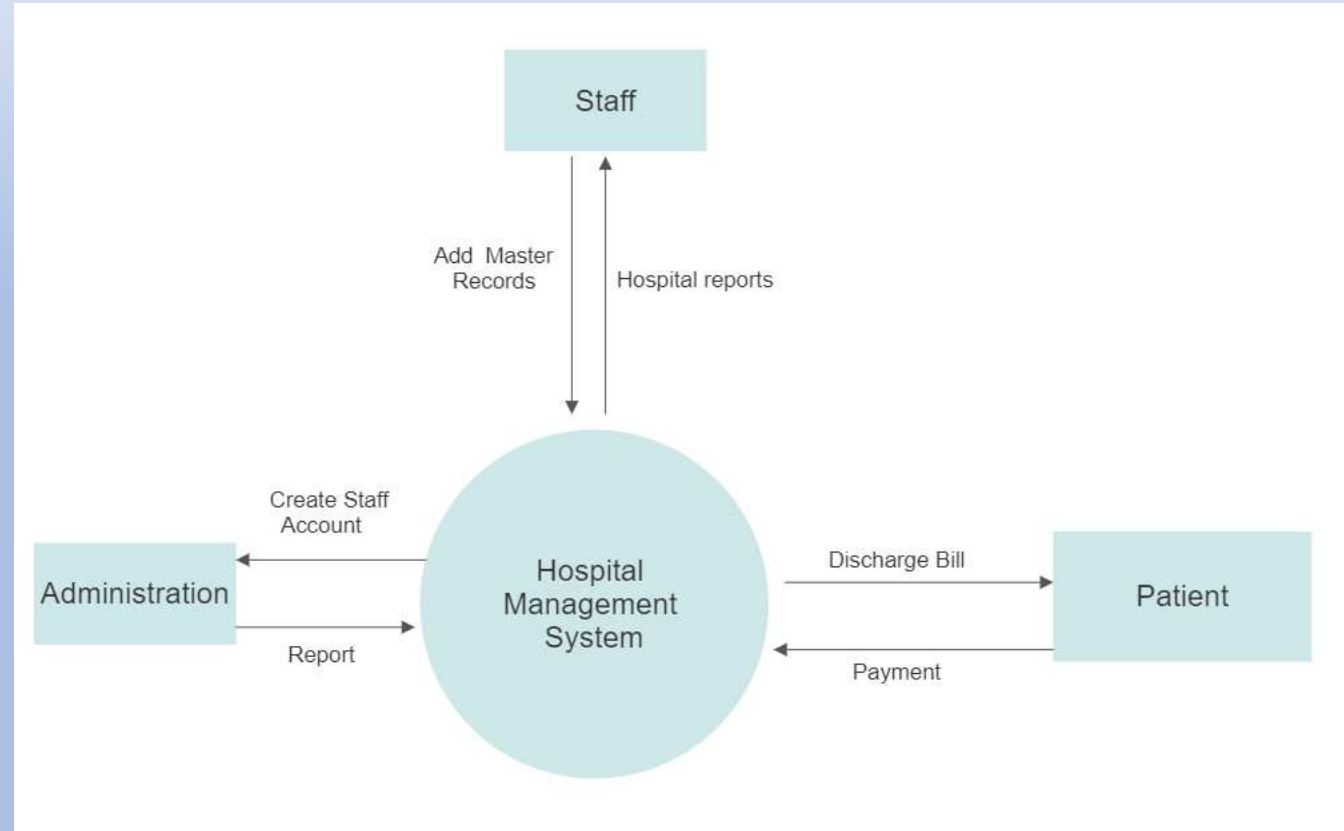 Staff
Add Master
Records
Hospital reports
Create Staff
Account
Administration
Report
Hospital
Management
System
Discharge Bill
Patient
Payment